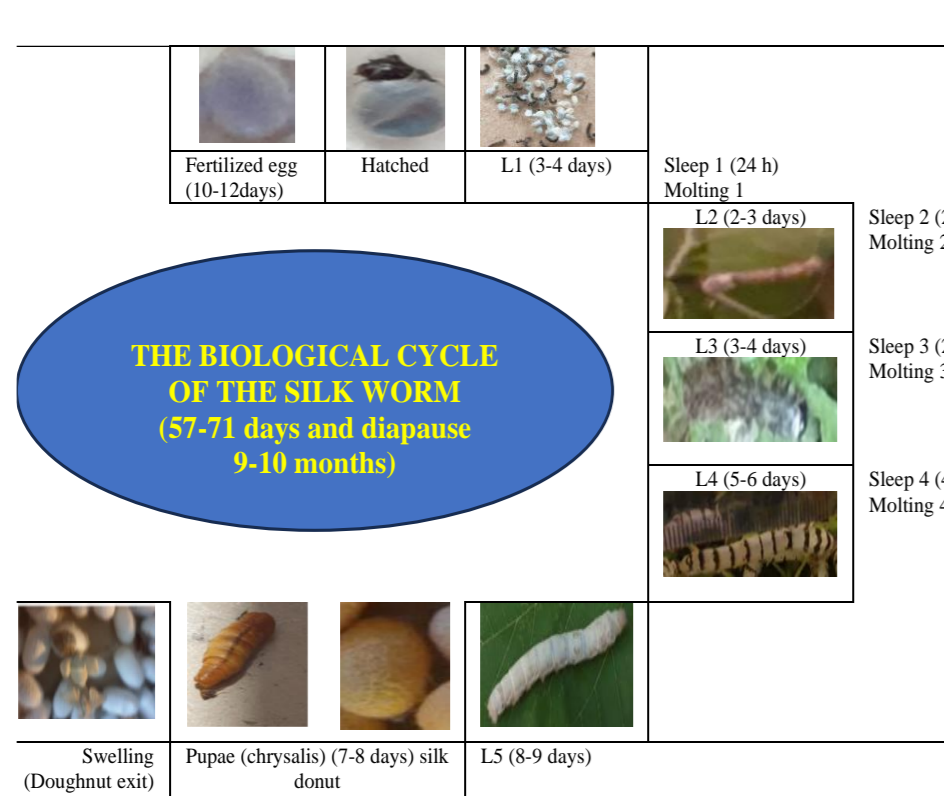 Fertilized egg
(10-12days)
Hatched
L1 (3-4 days)
Sleep 1 (24 h)
Molting 1
L2 (2-3 days)
Sleep 2 (
Molting
L3 (3-4 days)
Sleep 3 (
Molting
L4 (5-6 days)
Sleep 4 (
Molting
THE BIOLOGICAL CYCLE
OF THE SILK WORM
(57-71 days and diapause
9-10 months)
Swelling
(Doughnut exit)
Pupae (chrysalis) (7-8 days) silk
donut
L5 (8-9 days)